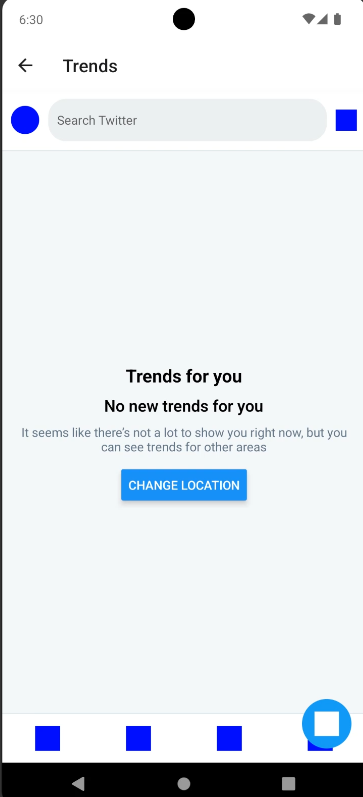 6:30
Trends
Search Twitter
Trends for you
No new trends for you
It seems like there's not a lot to show you right now, but you
can see trends for other areas
CHANGE LOCATION